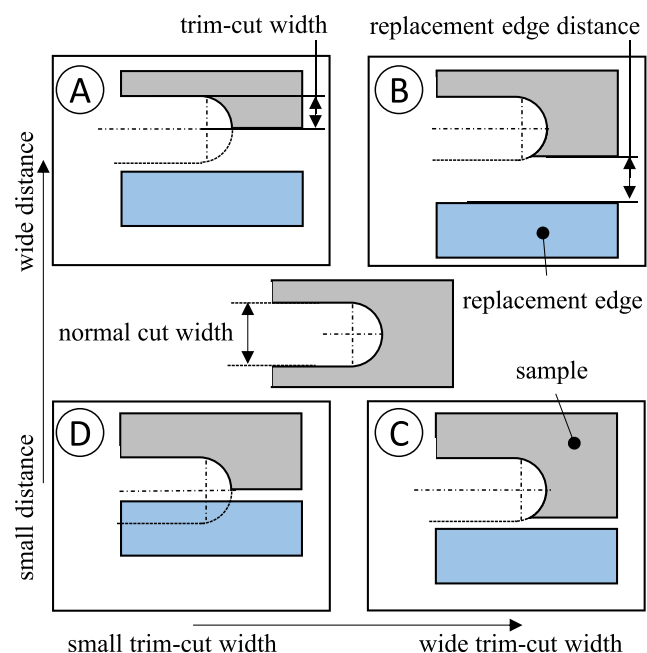 trim-cut width
replacement edge distance
A
B
wide distance
replacement edge
normal cut width
sample
D
C
small distance
small trim-cut width
wide trim-cut width